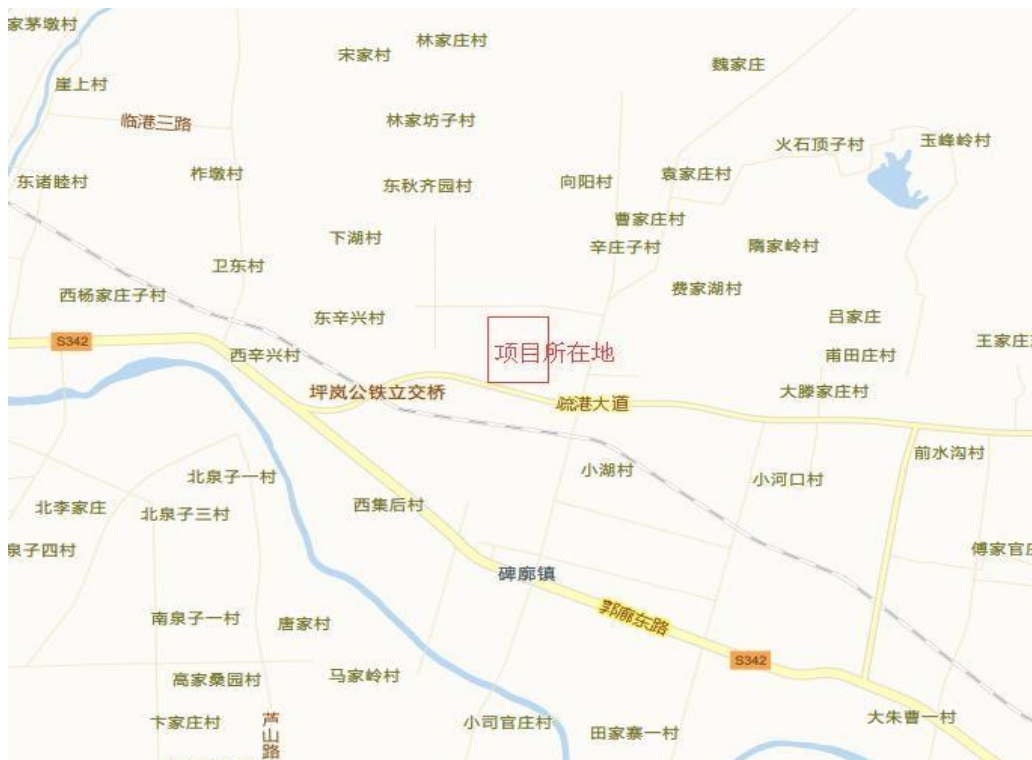 家茅墩村
林家庄村
宋家村
魏家庄
崖上村
临港三路
林家坊子村
火石顶子村
玉峰岭村
东诸睦村
柞墩村
东秋齐园村
向阳村
袁家庄村
曹家庄村
下湖村
辛庄子村
隋家岭村
卫东村
西杨家庄子村
费家湖村
东辛兴村
吕家庄
S342
西辛兴村
项目所在地
甫田庄村
王家庄
坪岚公铁立交桥
疏港大道
大滕家庄村
前水沟村
北泉子一村
小湖村
小河口村
北李家庄
北泉子三村
西集后村
泉子四村
傅家官庄
碑廓镇
南泉子一村
唐家村
郭廊东路
S342
高家桑园村
马家岭村
卞家庄村
芦山路
小司官庄村
田家寨一村
大朱曹一村